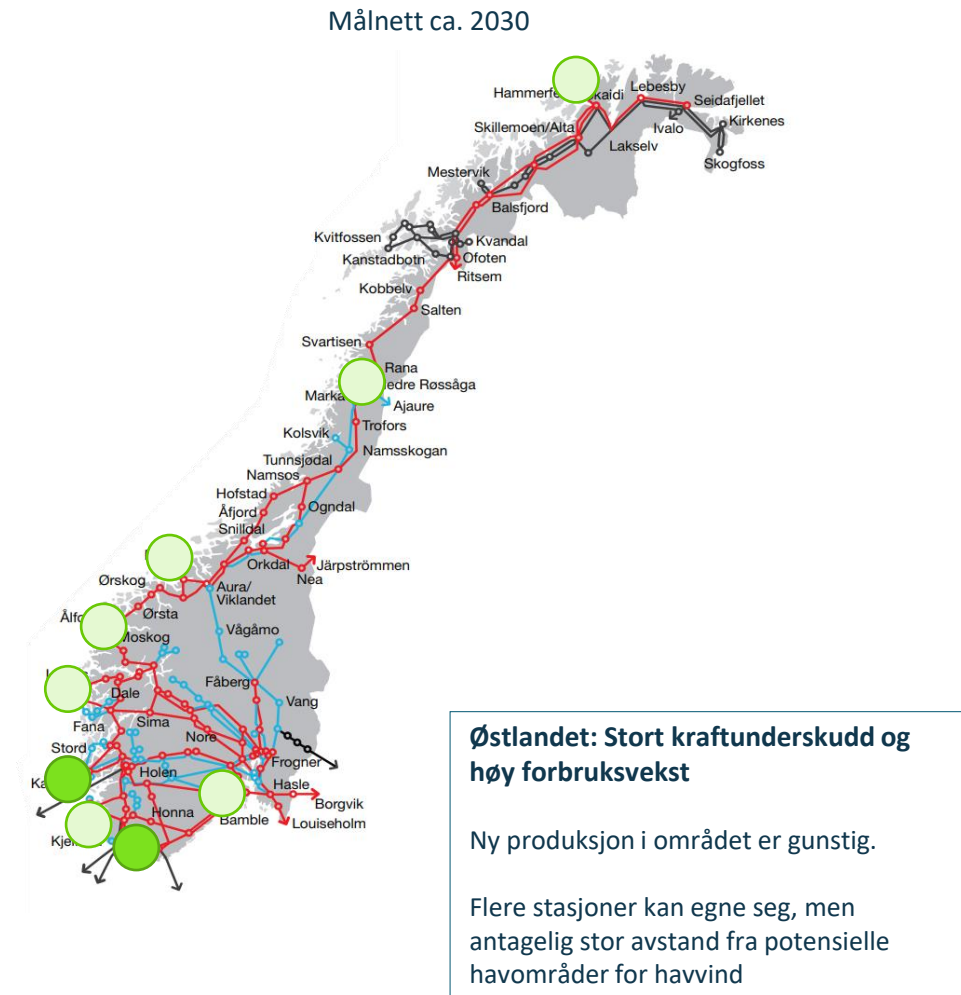 Målnett ca. 2030
Lebesby
Hammerfe
kaidi
Seidafjellet
Kirkenes
Skillemoen/Alta
Ivalo
Lakselv
Skogfoss
Mestervik
Balsfjord
Kvitfossen
Kvandal
Kanstadbotn
Ofoten
Ritsem
Kobbelv
Salten
Svartisen
Rana
edre Røssåga
Marka
Ajaure
Trofors
Kolsvik
Namsskogan
Tunnsjødal
Namsos
Hofstad
Ogndal
Åfjord
Snilldal
Orkdal
Järpströmmen
Nea
Ørskog
Aura/
Viklandet
Ørsta
Ålfo
Moskog
Vågåmo
Fåberg
Dale
Vang
Fana
Sima
Nore
Stord
Frogner
Ka
Holen
Hasle
Borgvik
Honna
Bamble
Louiseholm
Kje
Østlandet: Stort kraftunderskudd og
høy forbruksvekst
Ny produksjon i området er gunstig.
Flere stasjoner kan egne seg, men
antagelig stor avstand fra potensielle
havområder for havvind